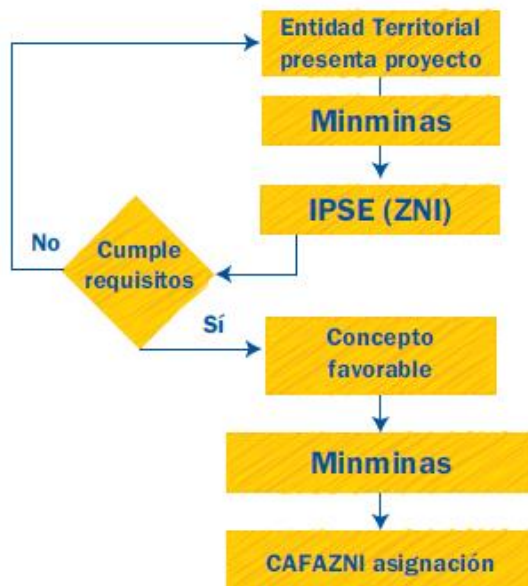 Entidad Territorial
presenta proyecto
Minminas
IPSE (ZNI)
No
Cumple
requisitos
Sí
Concepto
favorable
Minminas
CAFAZNI asignación